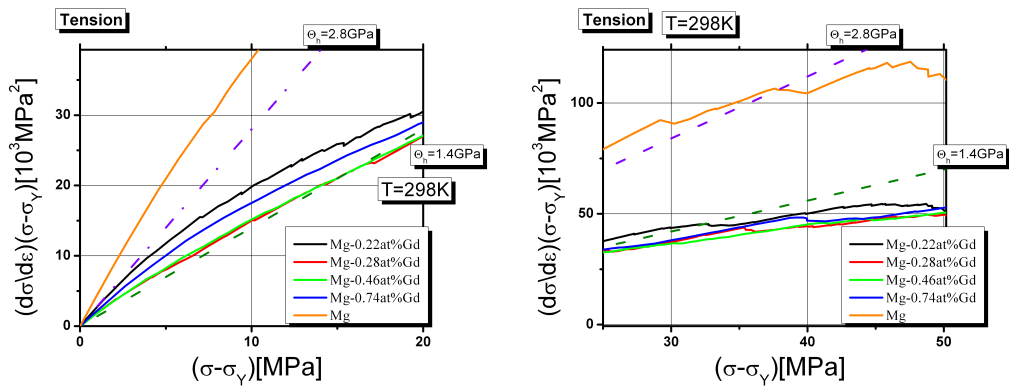 Tension
Θh=2.8GPa
(dσ\dε)(σ-σY)[10³MPa²]
30
20
10
0
Θh=1.4GPa
T=298K
Mg-0.22at%Gd
Mg-0.28at%Gd
Mg-0.46at%Gd
Mg-0.74at%Gd
Mg
0
10
20
(σ-σY)[MPa]
Tension
T=298K
Θh=2.8GPa
(dσ\dε)(σ-σY)[10³MPa²]
100
50
0
Θh=1.4GPa
Mg-0.22at%Gd
Mg-0.28at%Gd
Mg-0.46at%Gd
Mg-0.74at%Gd
Mg
30
40
50
(σ-σY)[MPa]